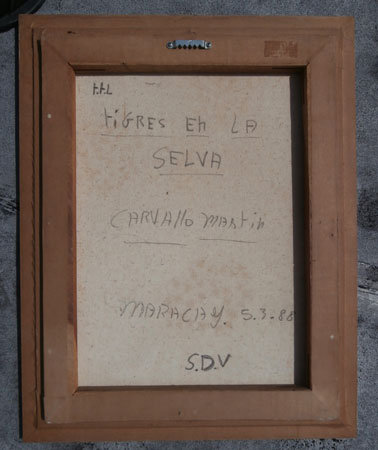 t.t.L
tiGRES EN LA
SELVA
CARVAllo MARtiN
MARACAY. 5.3.88
S.D.V